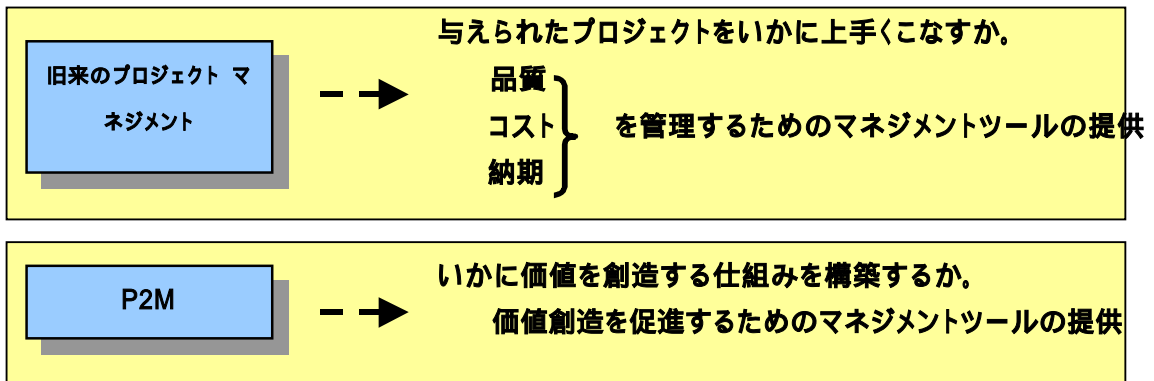 与えられたプロジェクトをいかに上手くこなすか。
旧来のプロジェクト マ
ネジメント
品質
コスト
納期
を管理するためのマネジメントツールの提供
P2M
いかに価値を創造する仕組みを構築するか。
価値創造を促進するためのマネジメントツールの提供